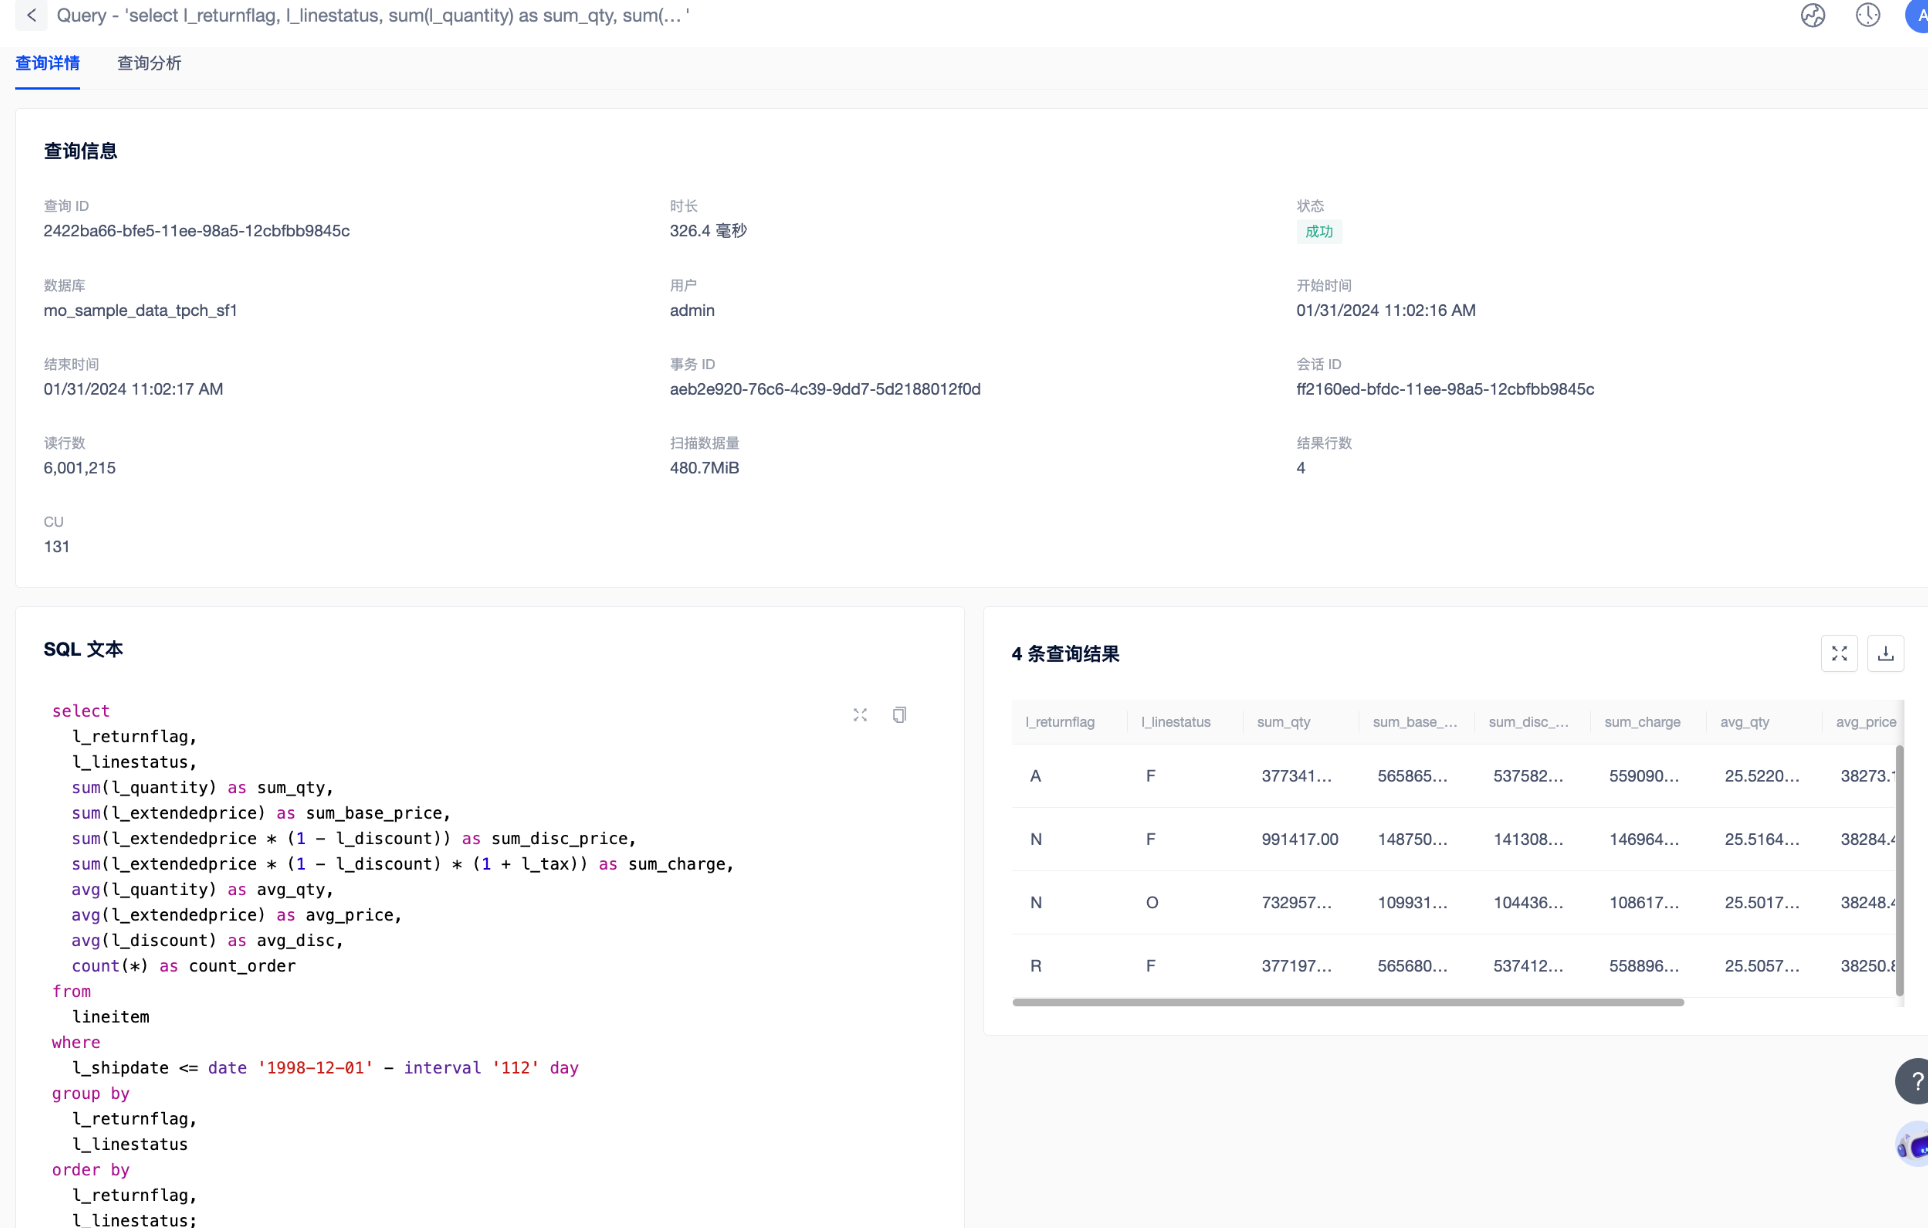 Query - 'select l_returnflag, l_linestatus, sum(l_quantity) as sum_qty, sum(... '
A
查询详情 查询分析
查询信息
查询 ID 时长 状态
2422ba66-bfe5-11ee-98a5-12cbfbb9845c 326.4 毫秒 成功
数据库 用户 开始时间
mo_sample_data_tpch_sf1 admin 01/31/2024 11:02:16 AM
结束时间 事务 ID 会话 ID
01/31/2024 11:02:17 AM aeb2e920-76c6-4c39-9dd7-5d2188012f0d ff2160ed-bfdc-11ee-98a5-12cbfbb9845c
读行数 扫描数据量 结果行数
6,001,215 480.7MiB 4
CU
131
SQL 文本
select
l_returnflag,
l_linestatus,
sum(l_quantity) as sum_qty,
sum(l_extendedprice) as sum_base_price,
sum(l_extendedprice * (1 - l_discount)) as sum_disc_price,
sum(l_extendedprice * (1 - l_discount) * (1 + l_tax)) as sum_charge,
avg(l_quantity) as avg_qty,
avg(l_extendedprice) as avg_price,
avg(l_discount) as avg_disc,
count(*) as count_order
from
lineitem
where
l_shipdate <= date '1998-12-01' - interval '112' day
group by
l_returnflag,
l_linestatus
order by
l_returnflag,
l_linestatus;
4 条查询结果
l_returnflag l_linestatus sum_qty sum_base_... sum_disc_... sum_charge avg_qty avg_price
A F 377341... 565865... 537582... 559090... 25.5220... 38273.1
N F 991417.00 148750... 141308... 146964... 25.5164... 38284.4
N O 732957... 109931... 104436... 108617... 25.5017... 38248.4
R F 377197... 565680... 537412... 558896... 25.5057... 38250.8
?